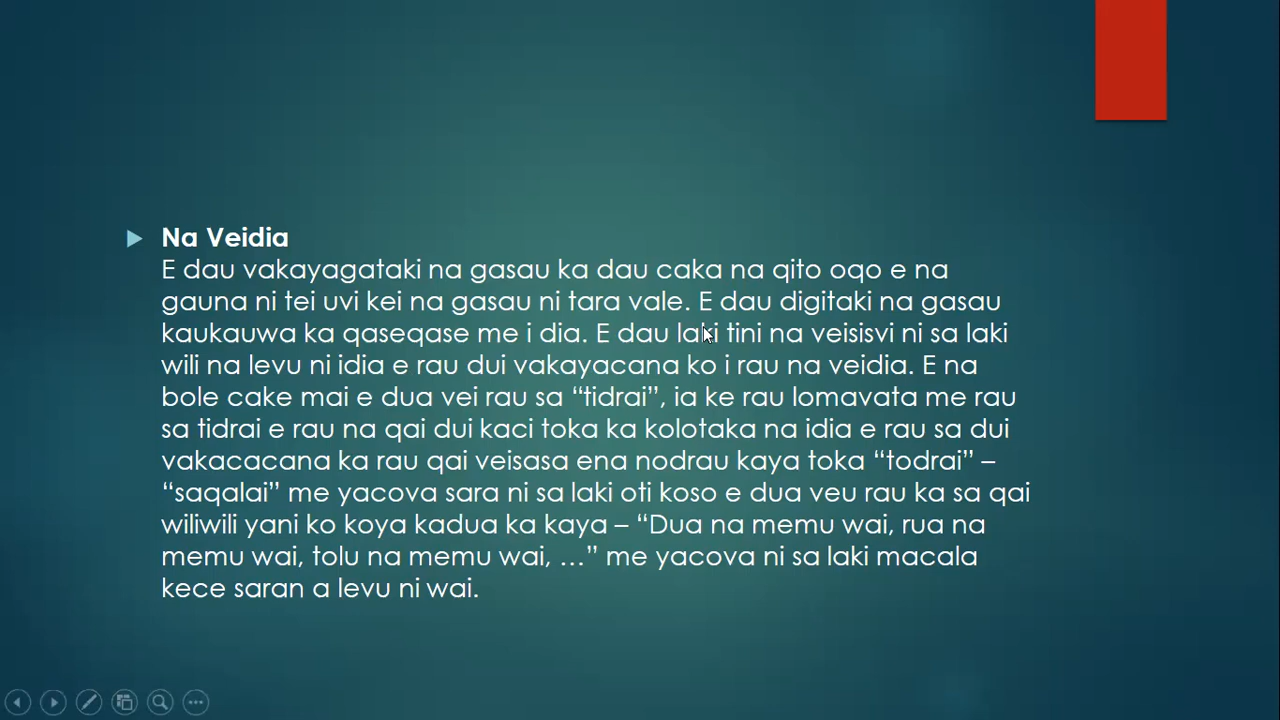 Na Veidia
E dau vakayagataki na gasau ka dau caka na qito oqo e na
gauna ni tei uvi kei na gasau ni tara vale. E dau digitaki na gasau
kaukauwa ka qaseqase me i dia. E dau laki tini na veisisvi ni sa laki
wili na levu ni idia e rau dui vakayacana ko i rau na veidia. E na
bole cake mai e dua vei rau sa “tidrai”, ia ke rau lomavata me rau
sa tidrai e rau na qai dui kaci toka ka kolotaka na idia e rau sa dui
vakacacana ka rau qai veisasa ena nodrau kaya toka “todrai” –
“saqalai” me yacova sara ni sa laki oti koso e dua veu rau ka sa qai
wiliwili yani ko koya kadua ka kaya – “Dua na memu wai, rua na
memu wai, tolu na memu wai, …” me yacova ni sa laki macala
kece saran a levu ni wai.